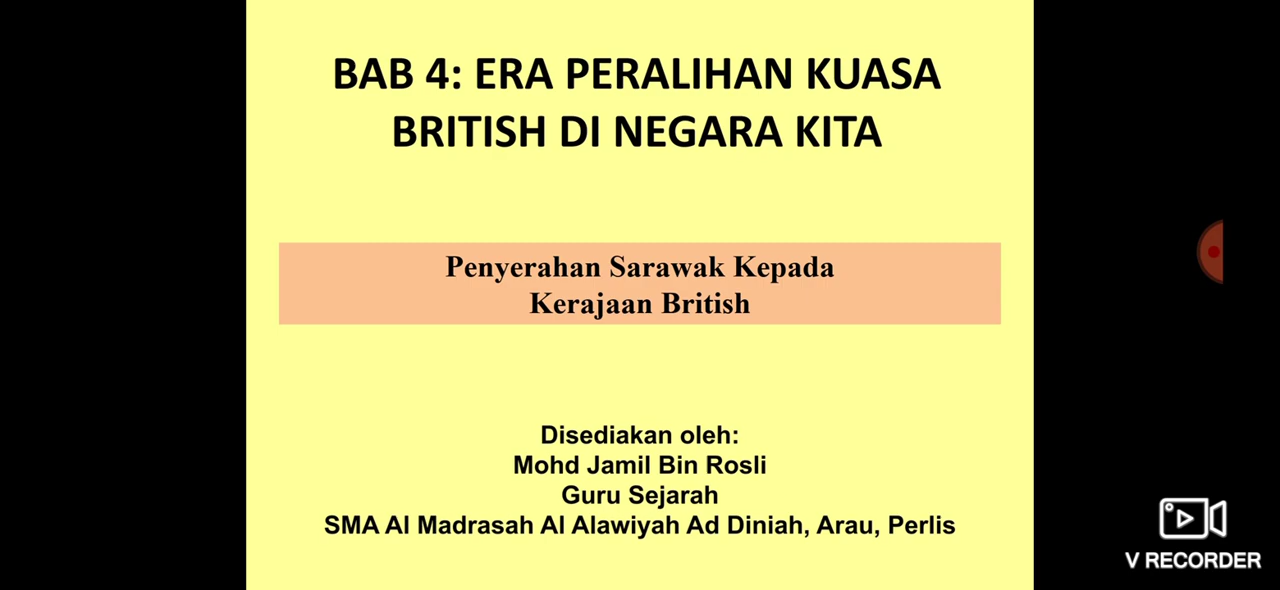 BAB 4: ERA PERALIHAN KUASA
BRITISH DI NEGARA KITA
Penyerahan Sarawak Kepada
Kerajaan British
Disediakan oleh:
Mohd Jamil Bin Rosli
Guru Sejarah
SMA Al Madrasah Al Alawiyah Ad Diniah, Arau, Perlis
V RECORDER